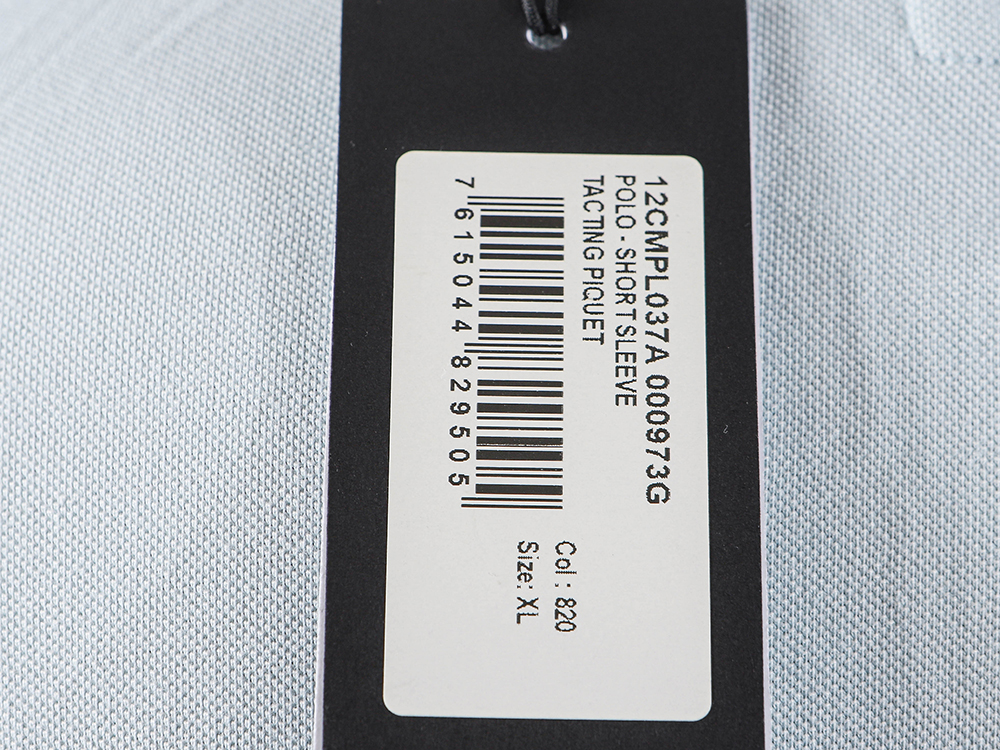 12CMPL037A 000973G
POLO - SHORT SLEEVE
TACTING PIQUET
7 615044 829505
Col : 820
Size: XL